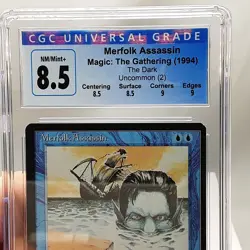 CGC UNIVERSAL GRADE
NM/Mint+
8.5
Merfolk Assassin
Magic: The Gathering (1994)
The Dark
Uncommon (2)
Centering Surface Corners Edges
8.5 8.5 9 9
Merfolk Assassin